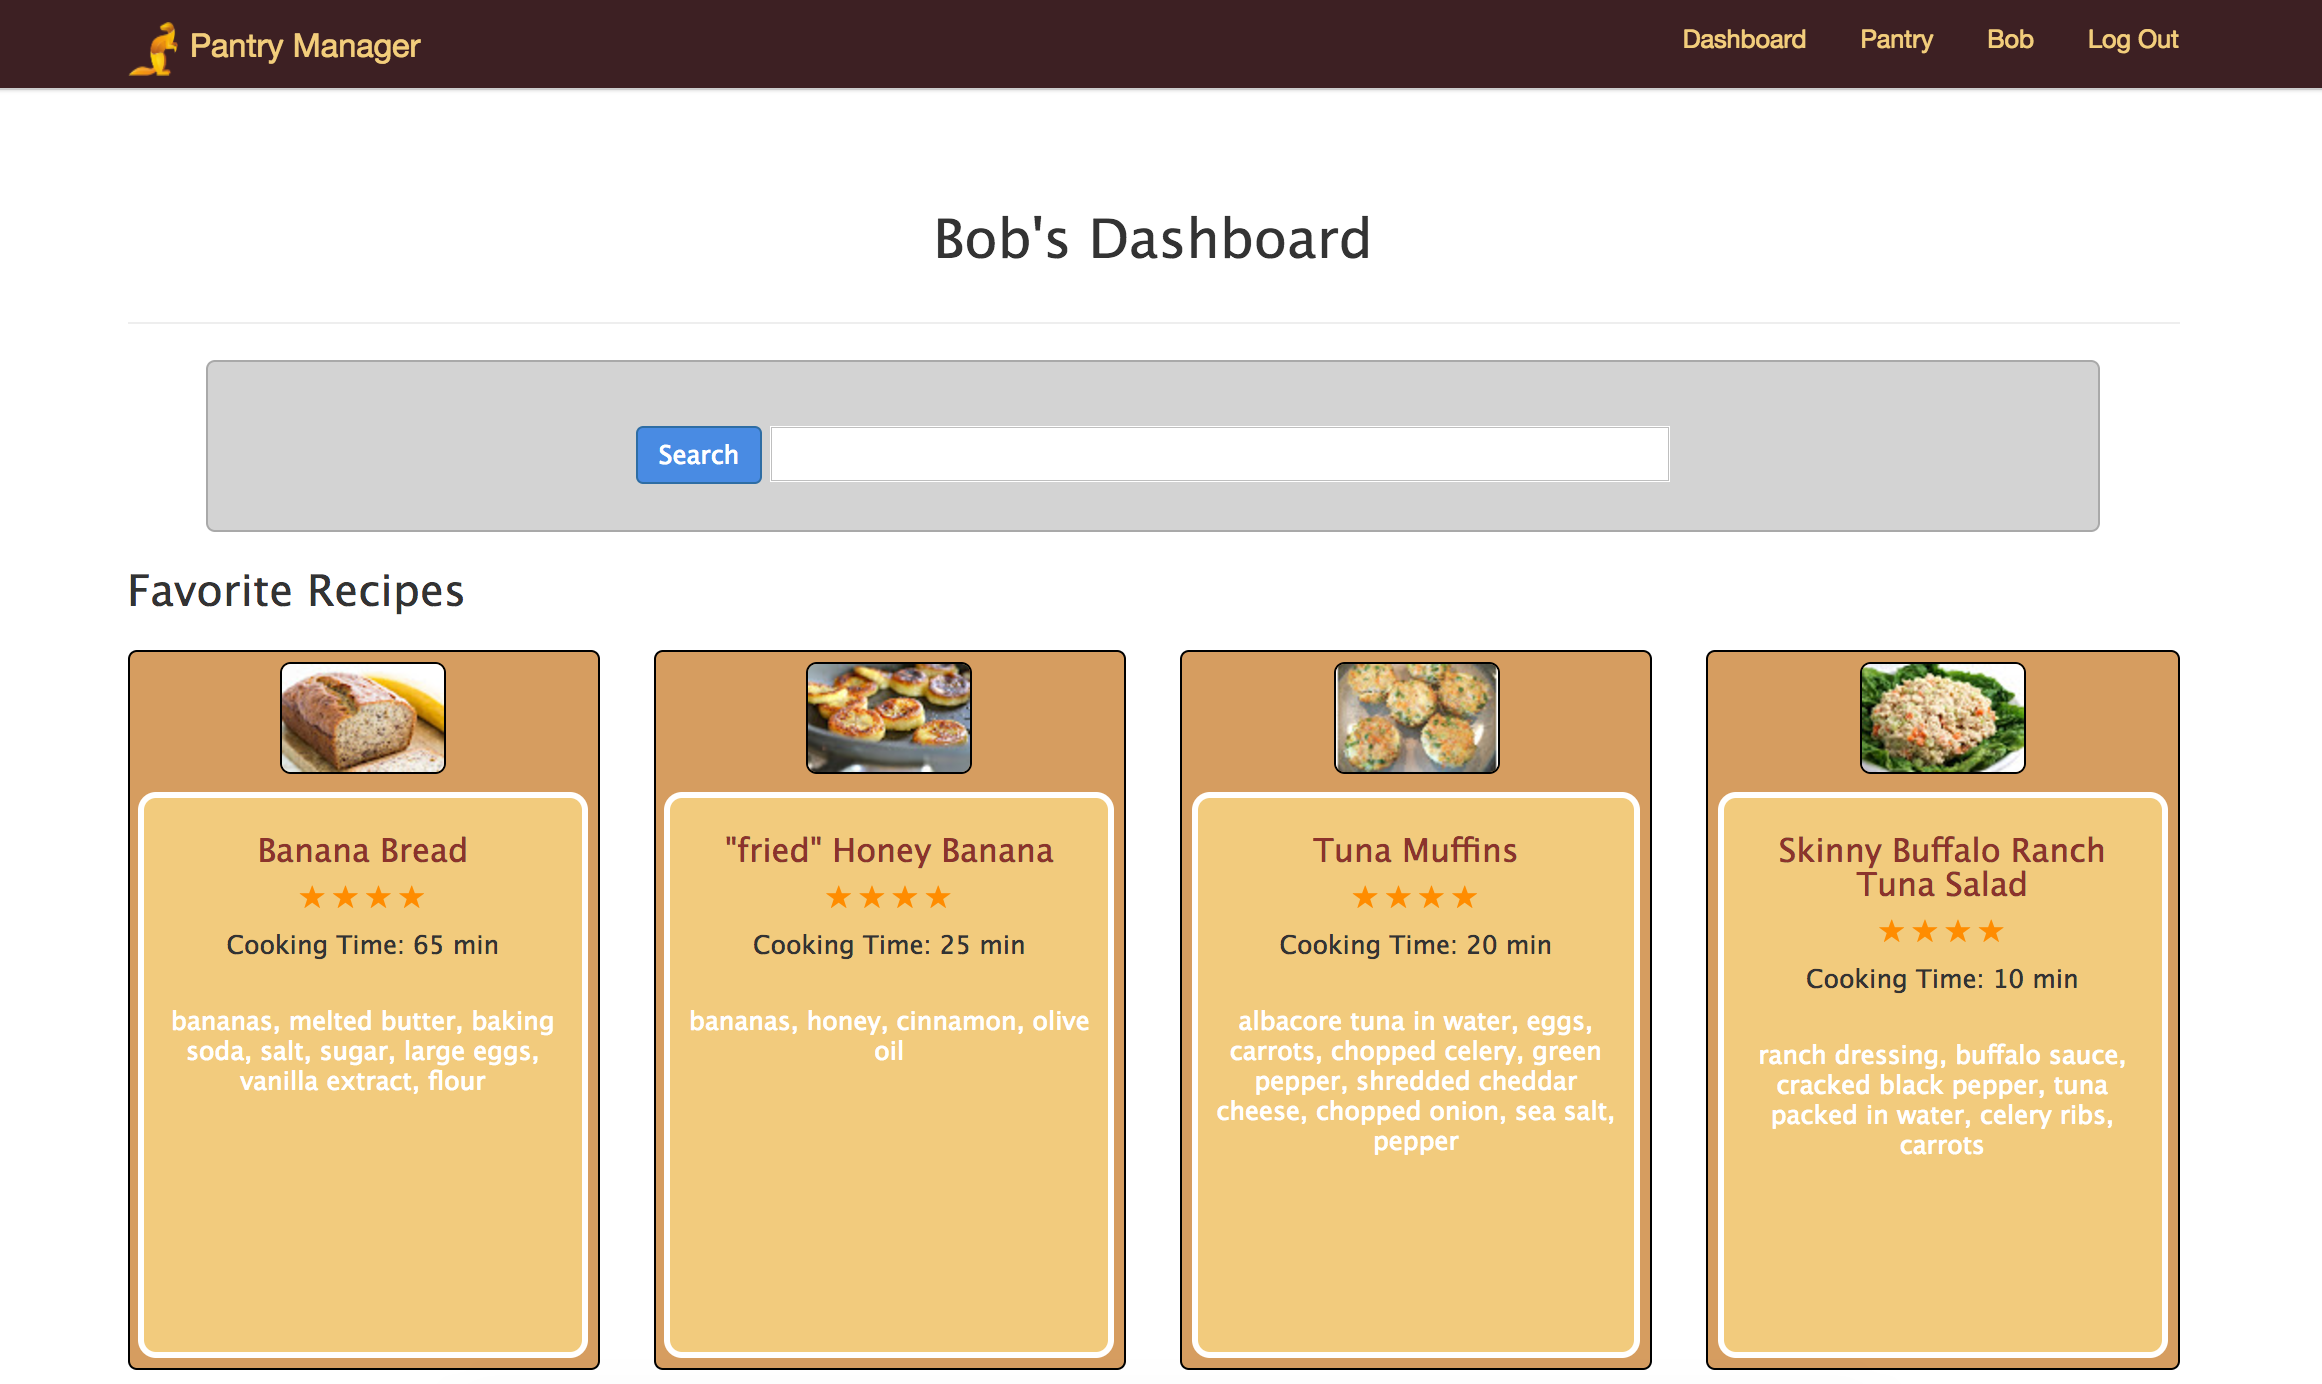 Pantry Manager
Dashboard
Pantry
Bob
Log Out
Bob's Dashboard
Search
Favorite Recipes
Banana Bread
★ ★ ★ ★
Cooking Time: 65 min
bananas, melted butter, baking
soda, salt, sugar, large eggs,
vanilla extract, flour
"fried" Honey Banana
★ ★ ★ ★
Cooking Time: 25 min
bananas, honey, cinnamon, olive
oil
Tuna Muffins
★ ★ ★ ★
Cooking Time: 20 min
albacore tuna in water, eggs,
carrots, chopped celery, green
pepper, shredded cheddar
cheese, chopped onion, sea salt,
pepper
Skinny Buffalo Ranch
Tuna Salad
★ ★ ★ ★
Cooking Time: 10 min
ranch dressing, buffalo sauce,
cracked black pepper, tuna
packed in water, celery ribs,
carrots